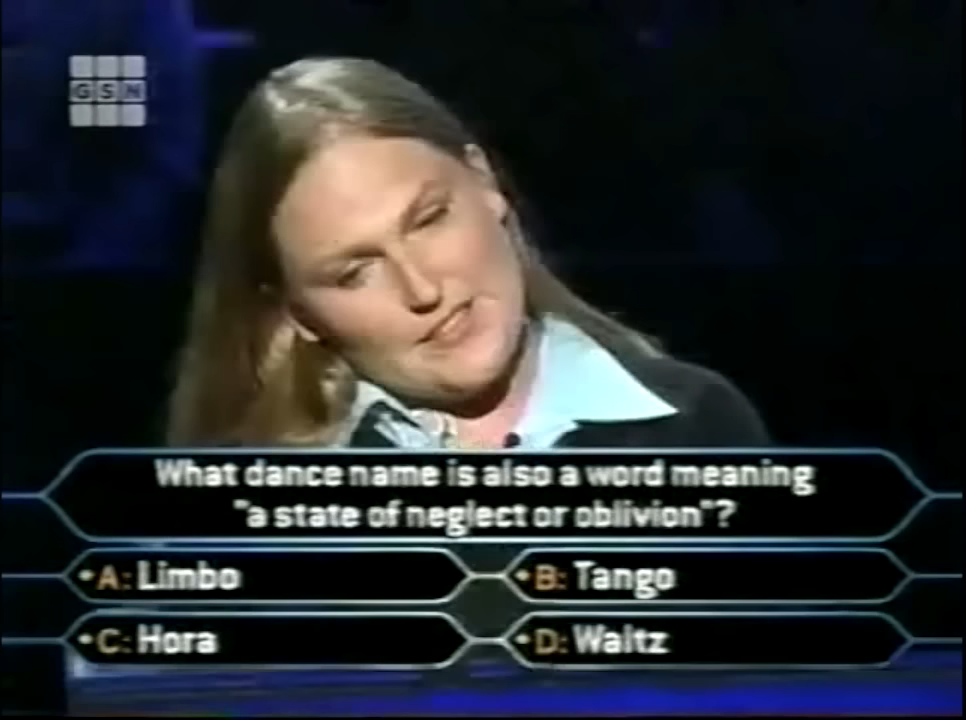 GSN
What dance name is also a word meaning
"a state of neglect or oblivion"?
A: Limbo
B: Tango
C: Hora
D: Waltz